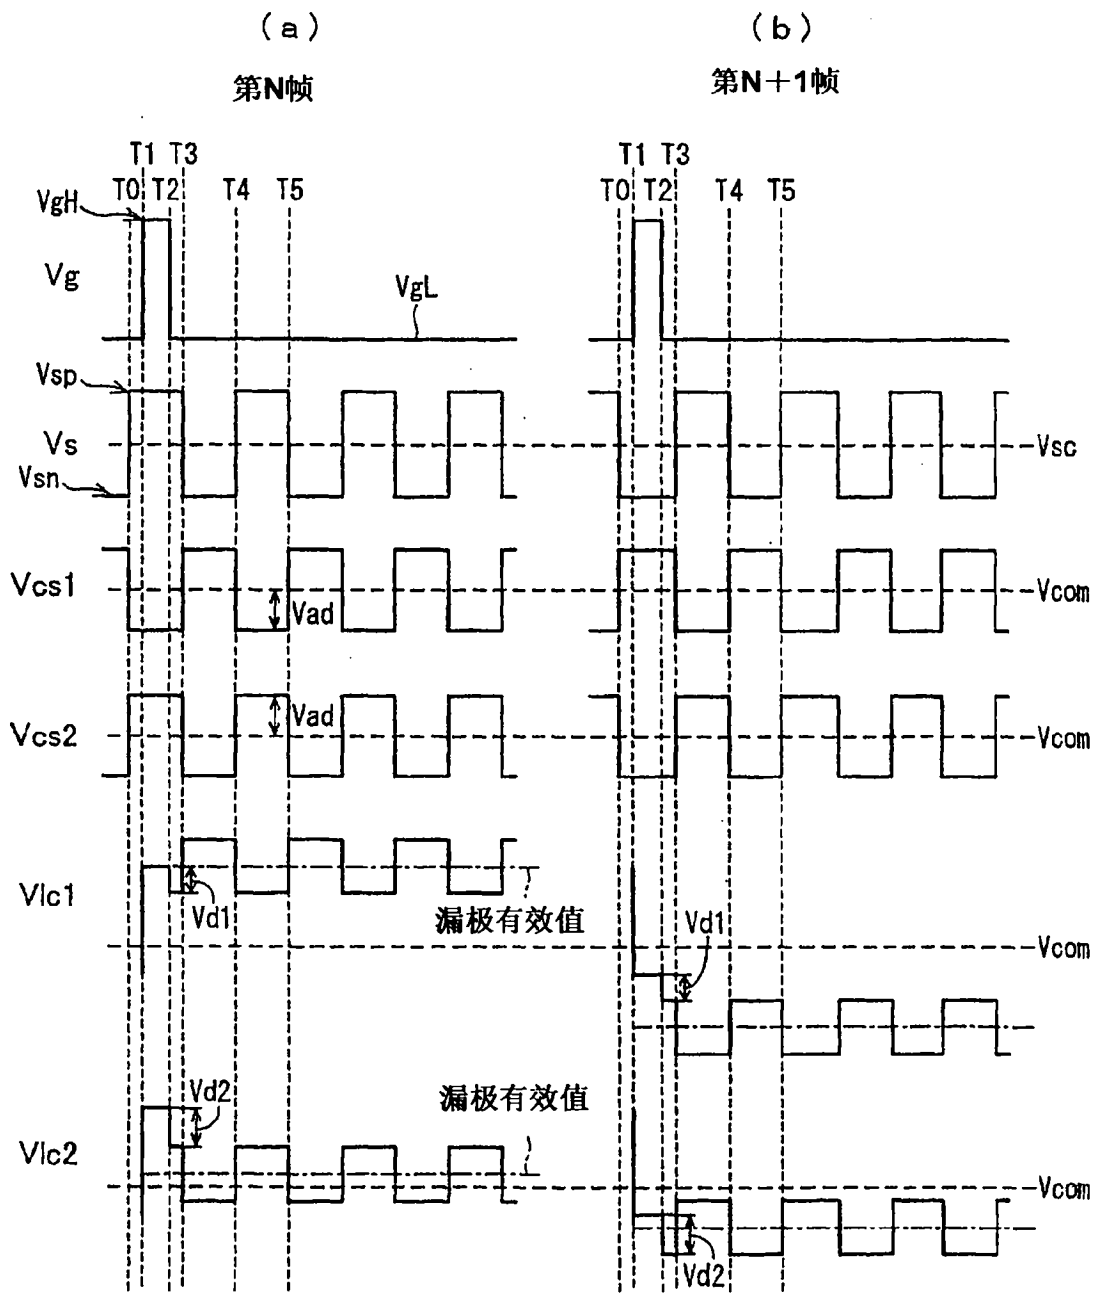 (a) (b)
第N帧 第N+1帧
T1 T3 T1 T3
T0 T2 T4 T5 T0 T2 T4 T5
VgH
Vg
VgL
Vsp
Vs Vsc
Vsn
Vcs1 Vcom
Vad
Vad
Vcs2 Vcom
Vlc1
Vd1 漏极有效值 Vd1
Vcom
Vd2 漏极有效值
Vlc2
Vcom
Vd2